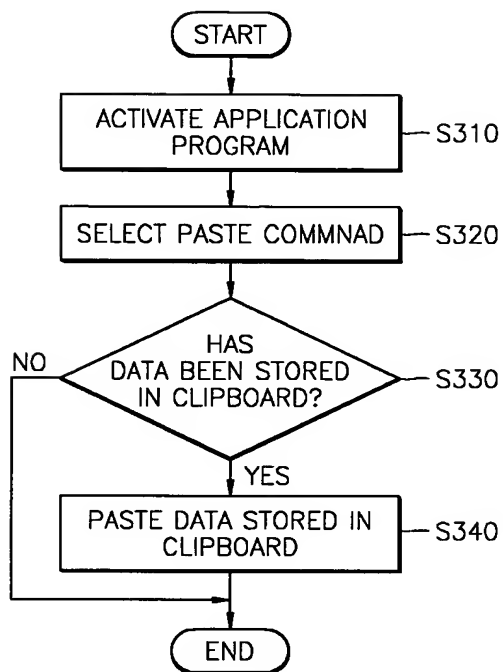 START
ACTIVATE APPLICATION
PROGRAM
S310
SELECT PASTE COMMNAD
S320
HAS
DATA BEEN STORED
IN CLIPBOARD?
S330
NO
YES
PASTE DATA STORED IN
CLIPBOARD
S340
END